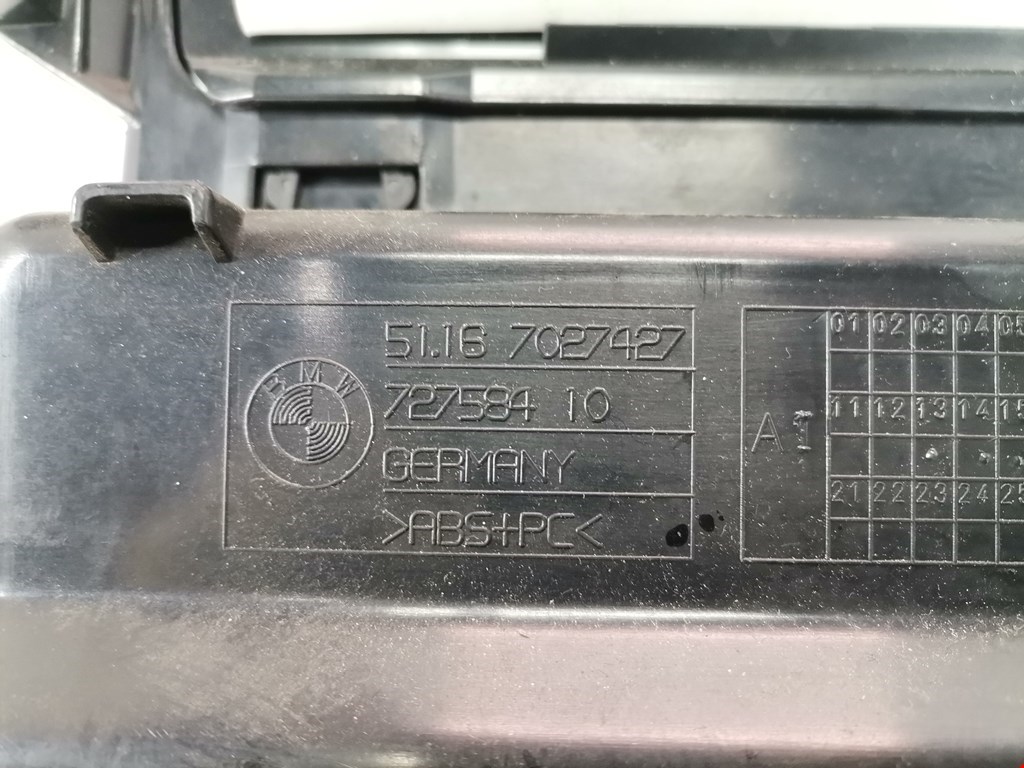 51.16 7027427
BMW
727584 10
GERMANY
>ABS+PC<
A1
01 02 03 04 05
11 12 13 14 15
21 22 23 24 25